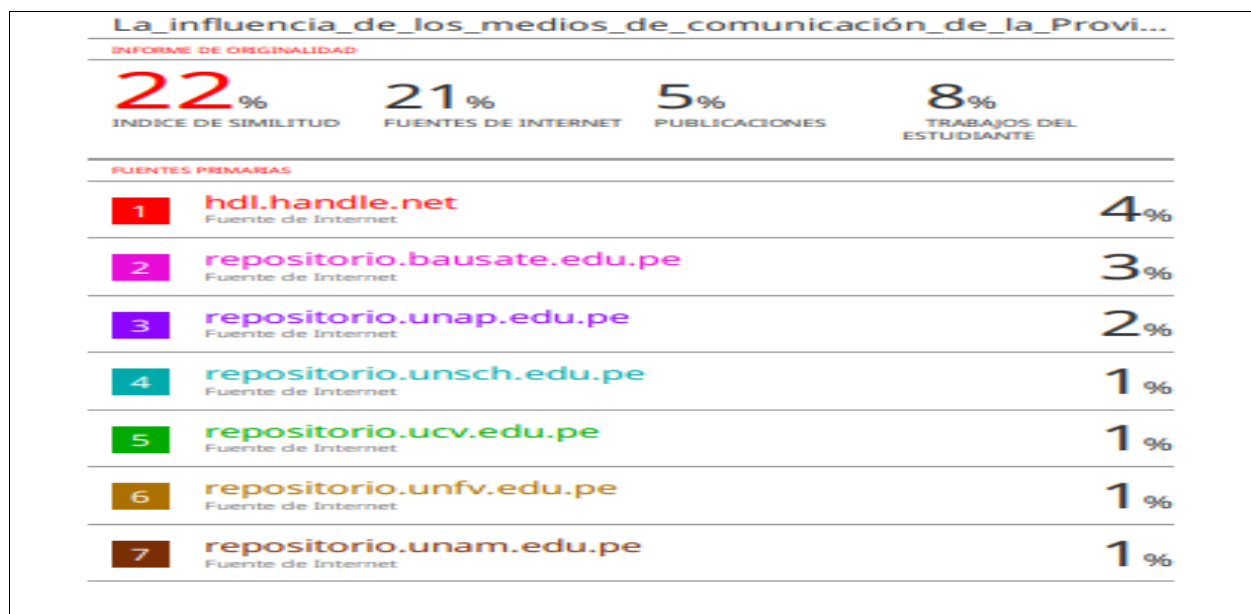 La_influencia_de_los_medios_de_comunicación_de_la_Provi...
INFORME DE ORIGINALIDAD
22% 21% 5% 8%
INDICE DE SIMILITUD FUENTES DE INTERNET PUBLICACIONES TRABAJOS DEL
ESTUDIANTE
FUENTES PRIMARIAS
1 hdl.handle.net 4%
Fuente de Internet
2 repositorio.bausate.edu.pe 3%
Fuente de Internet
3 repositorio.unap.edu.pe 2%
Fuente de Internet
4 repositorio.unsch.edu.pe 1%
Fuente de Internet
5 repositorio.ucv.edu.pe 1%
Fuente de Internet
6 repositorio.unfv.edu.pe 1%
Fuente de Internet
7 repositorio.unam.edu.pe 1%
Fuente de Internet